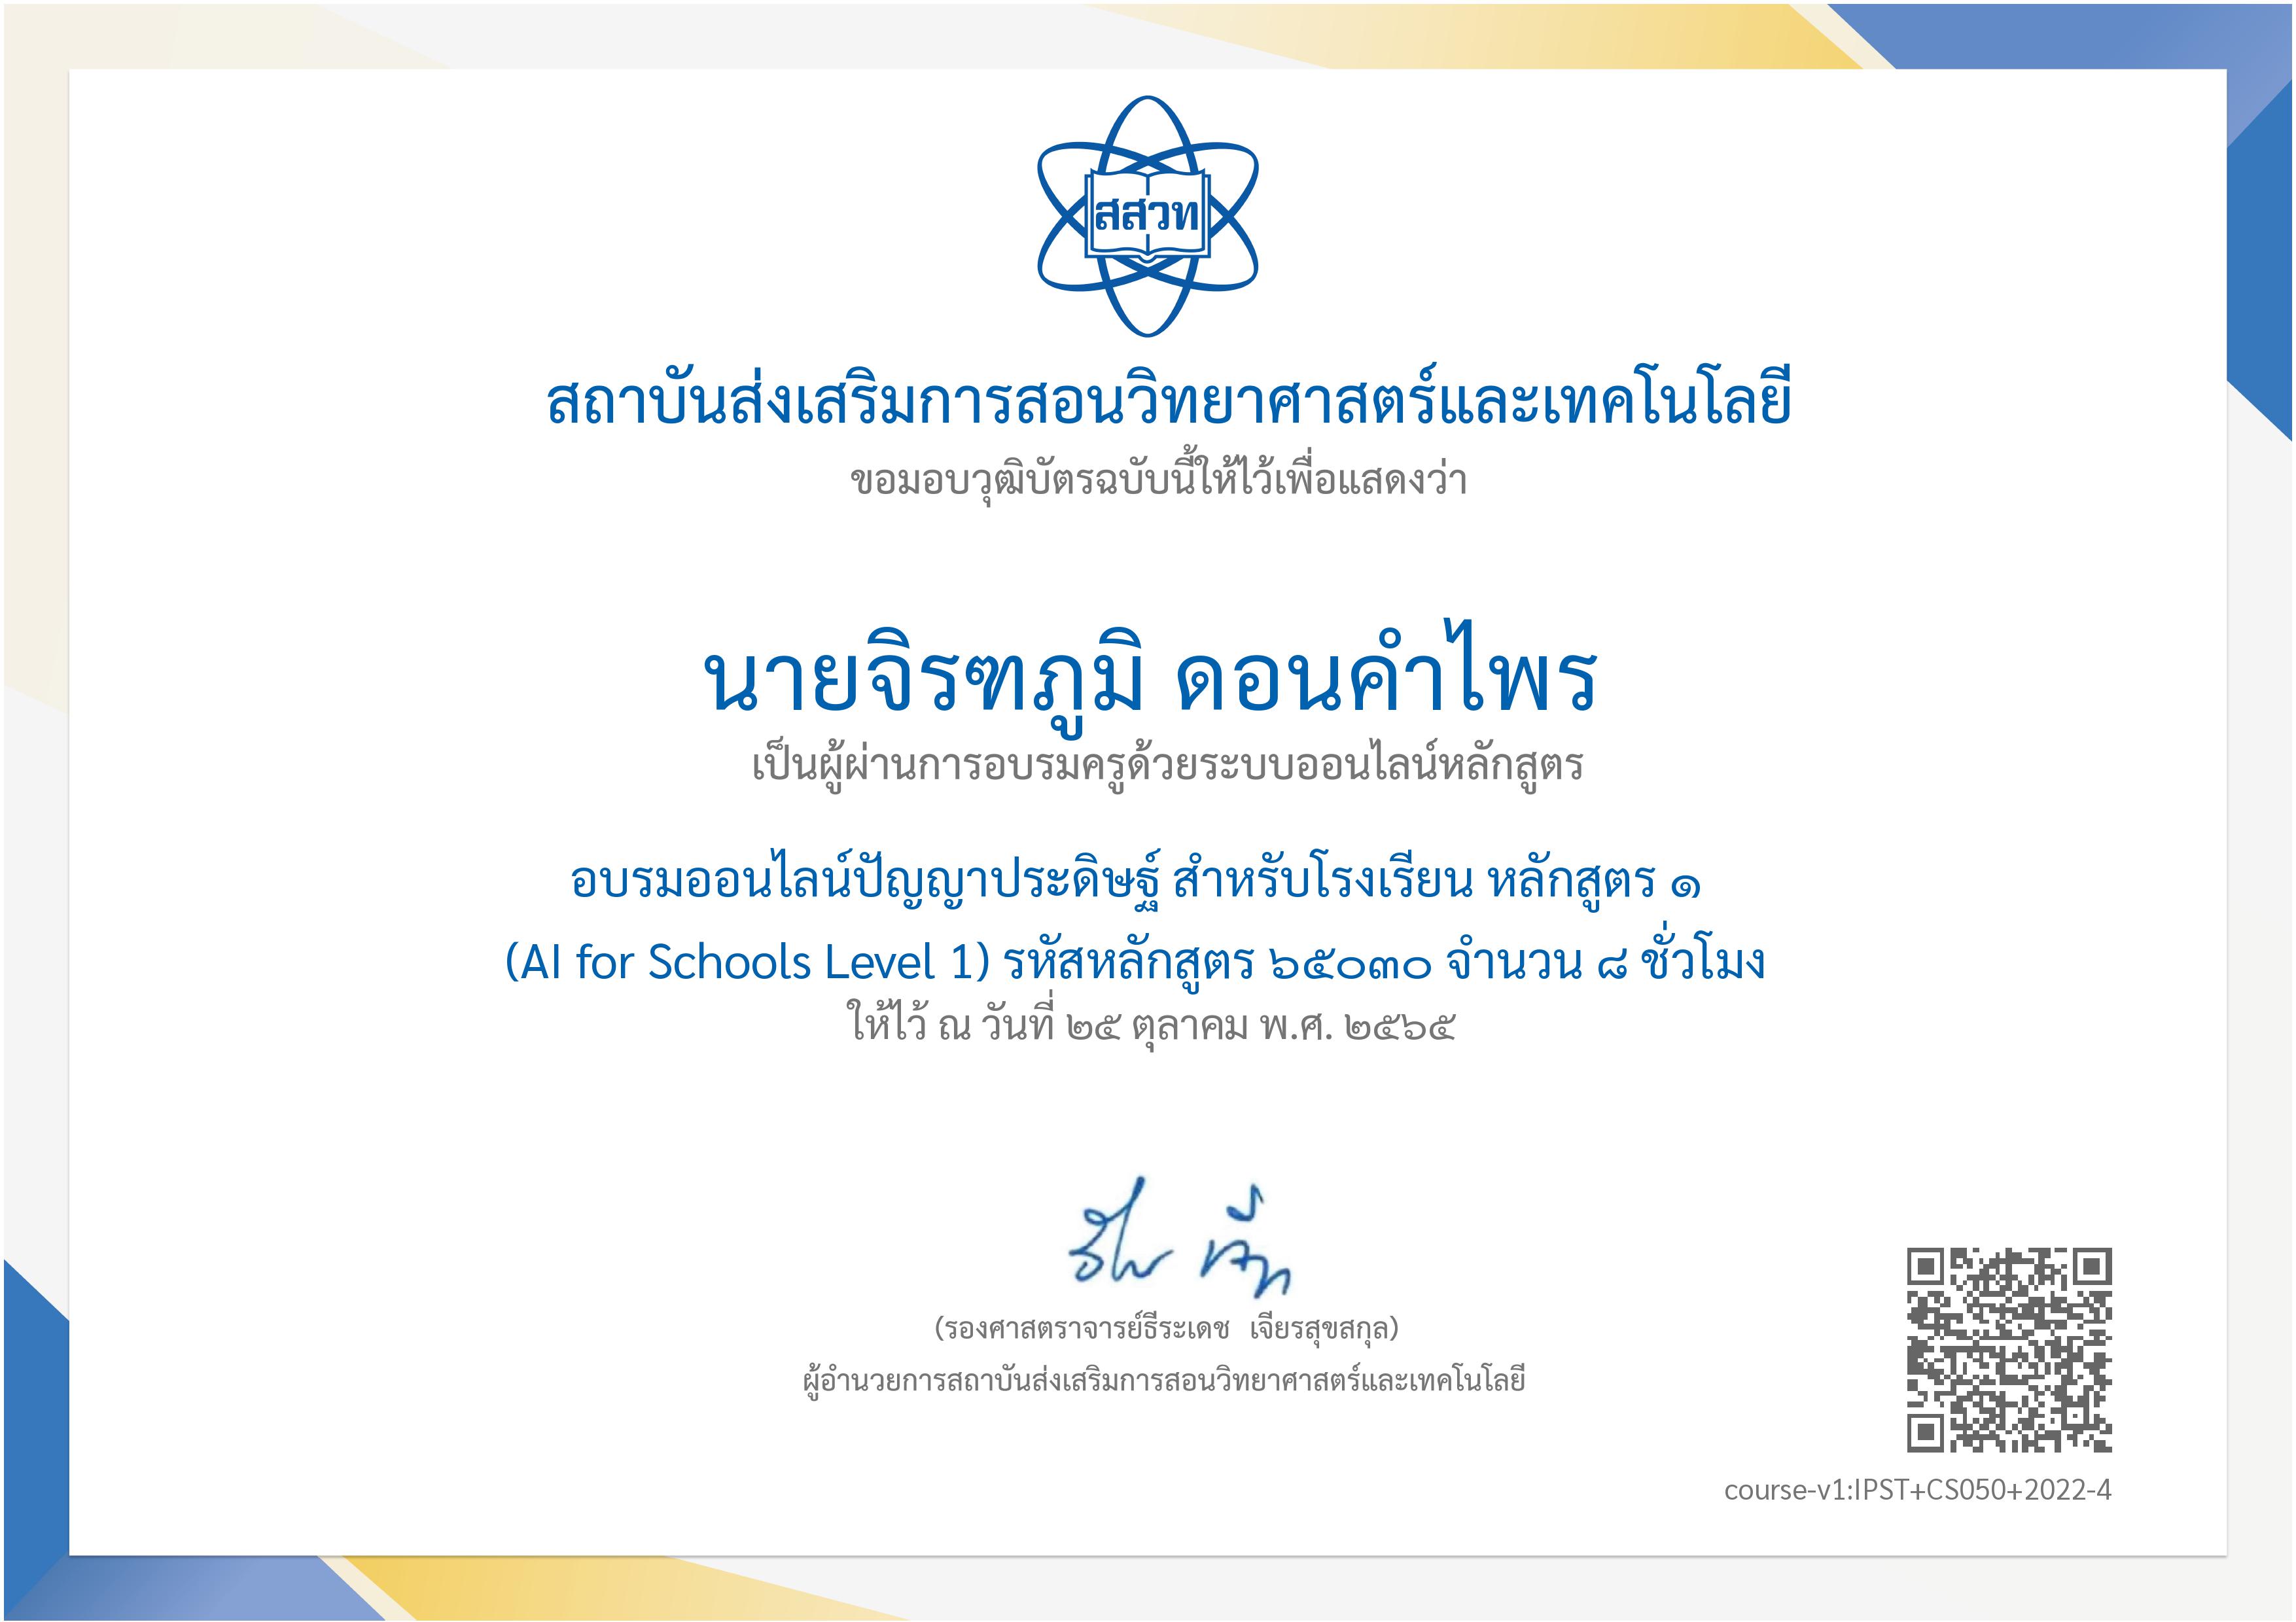 สสวท
สถาบันส่งเสริมการสอนวิทยาศาสตร์และเทคโนโลยี
ขอมอบวุฒิบัตรฉบับนี้ให้ไว้เพื่อแสดงว่า
นายจิรฑภูมิ ดอนคำไพร
เป็นผู้ผ่านการอบรมครูด้วยระบบออนไลน์หลักสูตร
อบรมออนไลน์ปัญญาประดิษฐ์ สำหรับโรงเรียน หลักสูตร ๑
(AI for Schools Level 1) รหัสหลักสูตร ๖๕๐๓๐ จำนวน ๘ ชั่วโมง
ให้ไว้ ณ วันที่ ๒๕ ตุลาคม พ.ศ. ๒๕๖๕
(รองศาสตราจารย์ธีระเดช เจียรสุขสกุล)
ผู้อำนวยการสถาบันส่งเสริมการสอนวิทยาศาสตร์และเทคโนโลยี
course-v1:IPST+CS050+2022-4